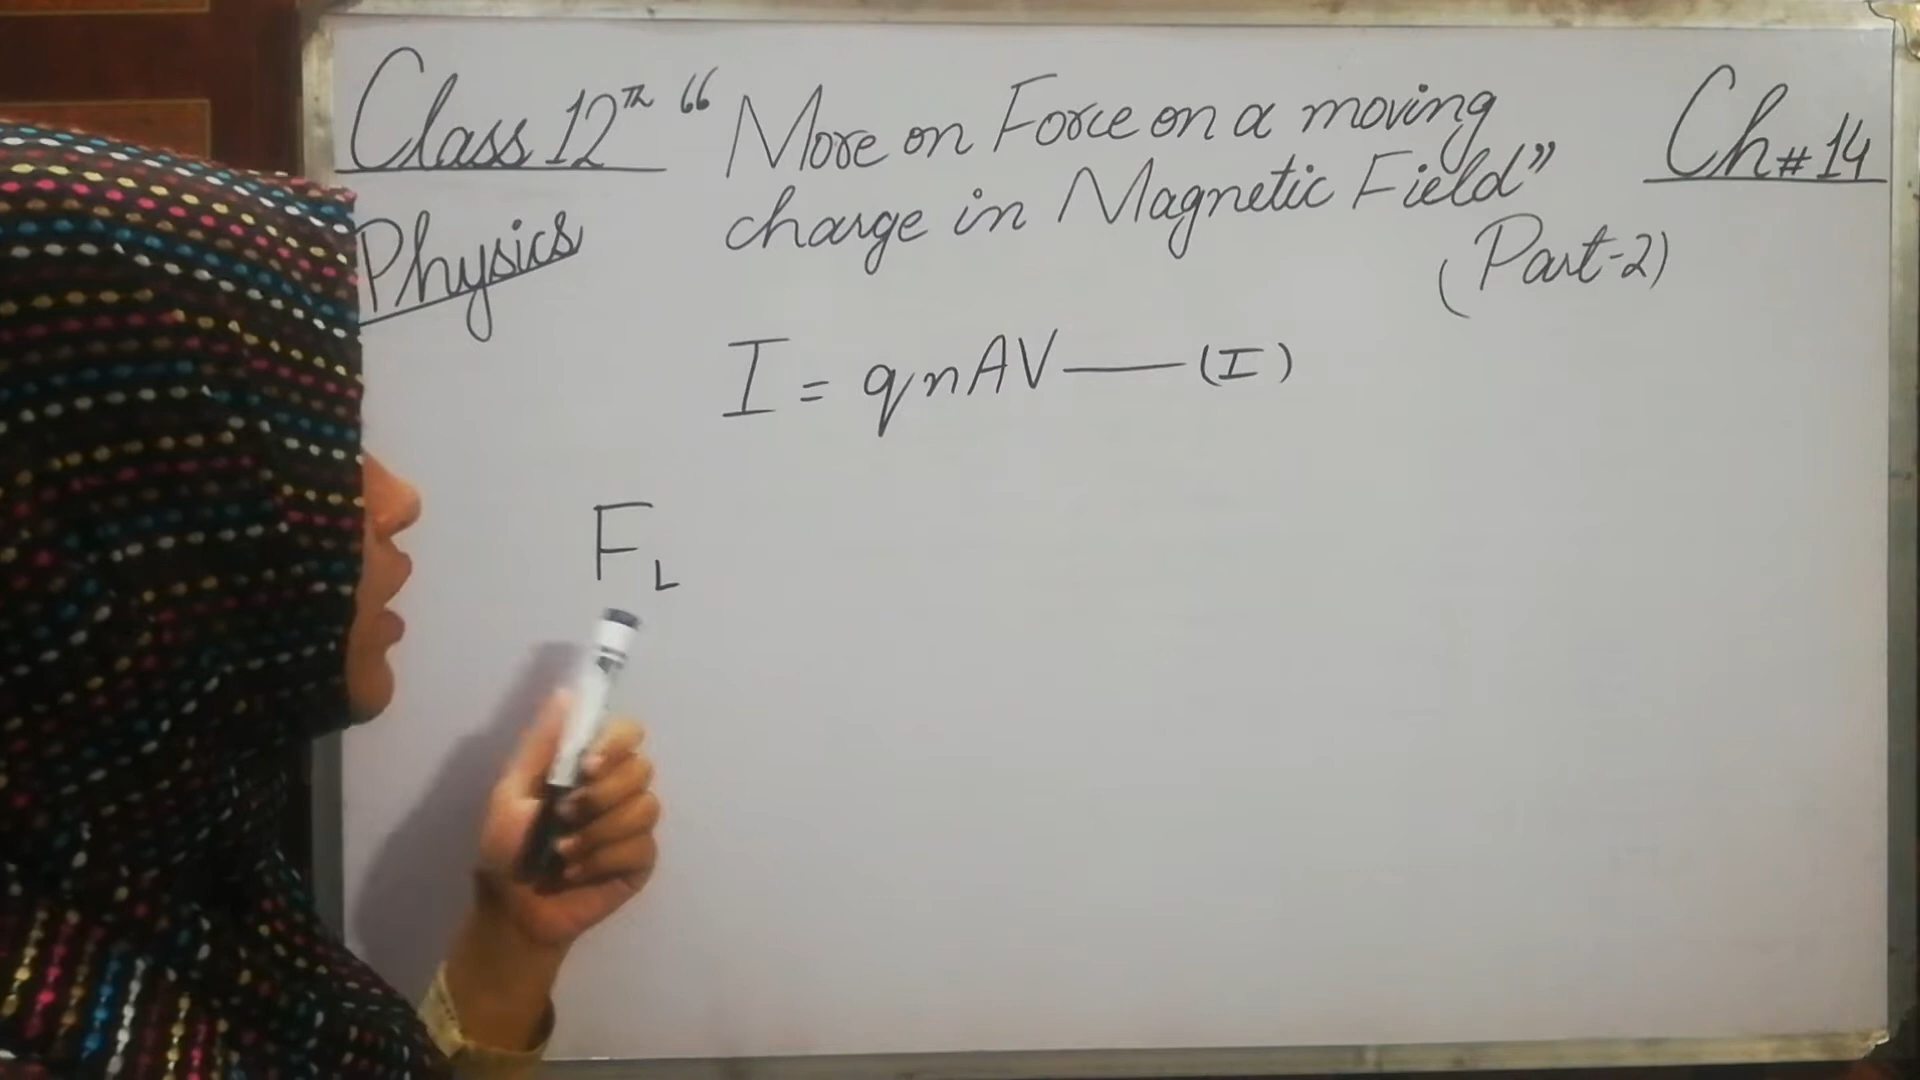 Class 12TH "More on Force on a moving
charge in Magnetic Field"
(Part-2)
Ch#14
Physics
I = qnAV — (I)
FL